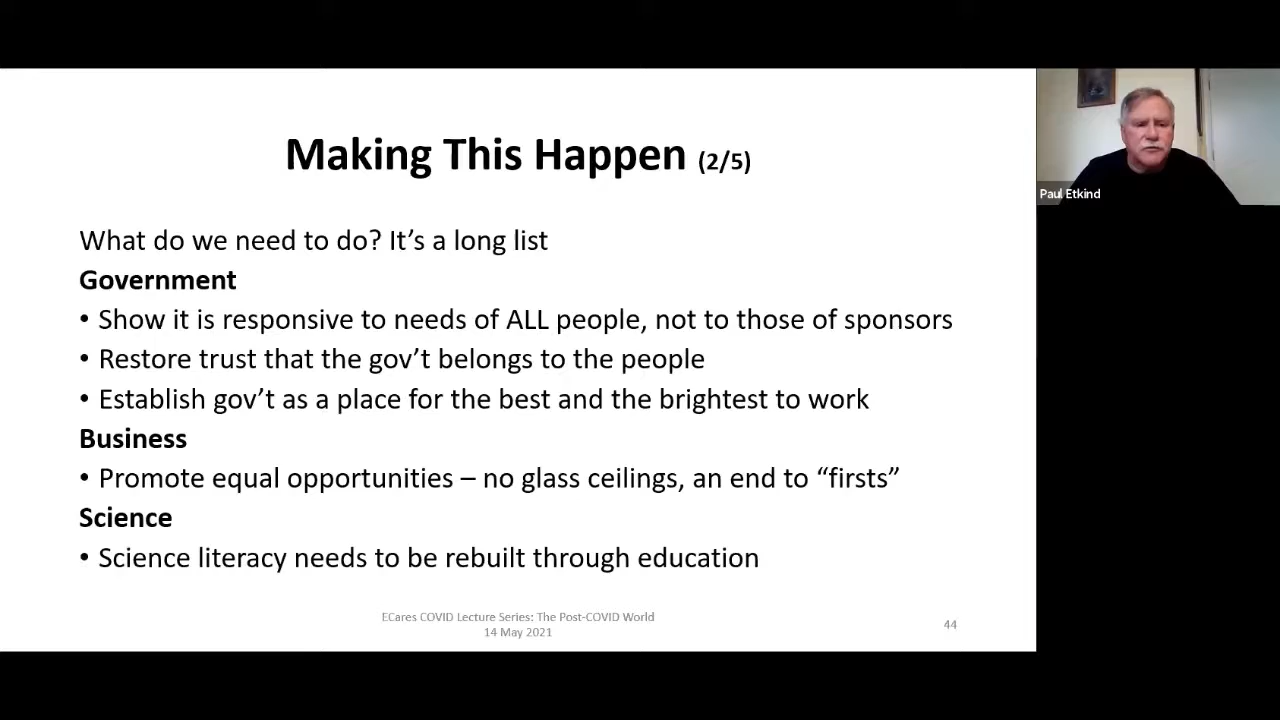 Making This Happen (2/5)
What do we need to do? It’s a long list
Government
• Show it is responsive to needs of ALL people, not to those of sponsors
• Restore trust that the gov’t belongs to the people
• Establish gov’t as a place for the best and the brightest to work
Business
• Promote equal opportunities – no glass ceilings, an end to “firsts”
Science
• Science literacy needs to be rebuilt through education
ECares COVID Lecture Series: The Post-COVID World
14 May 2021
44
Paul Etkind